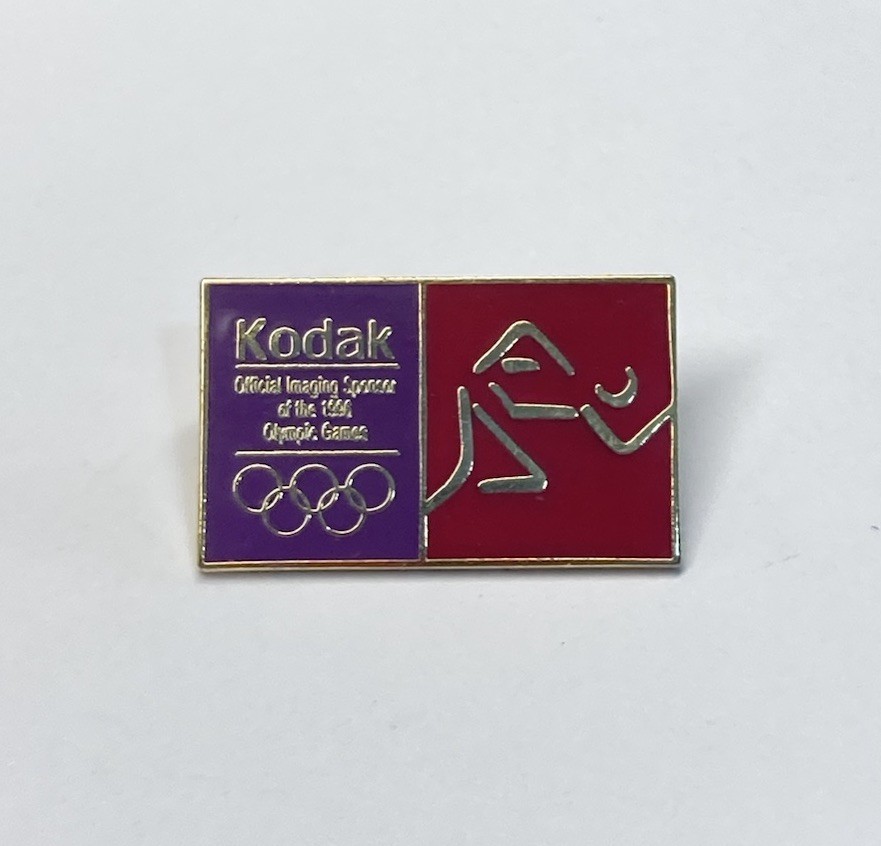 Kodak
Official Imaging Sponsor
of the 1996
Olympic Games